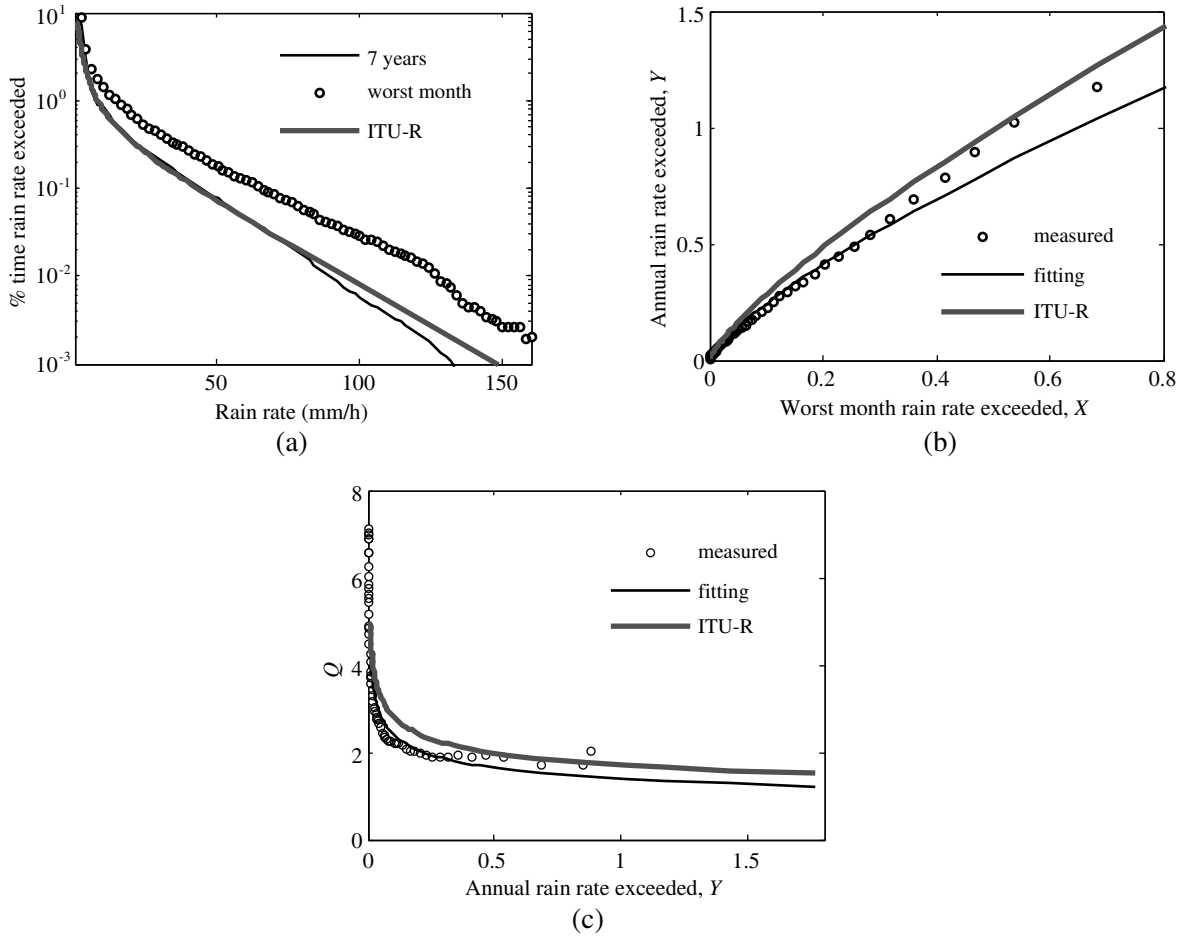 % time rain rate exceeded
10^1
10^0
10^-1
10^-2
10^-3
50
100
150
Rain rate (mm/h)
7 years
worst month
ITU-R
(a)
Annual rain rate exceeded, Y
1.5
1
0.5
0
0
0.2
0.4
0.6
0.8
Worst month rain rate exceeded, X
measured
fitting
ITU-R
(b)
Q
8
6
4
2
0
0
0.5
1
1.5
Annual rain rate exceeded, Y
measured
fitting
ITU-R
(c)